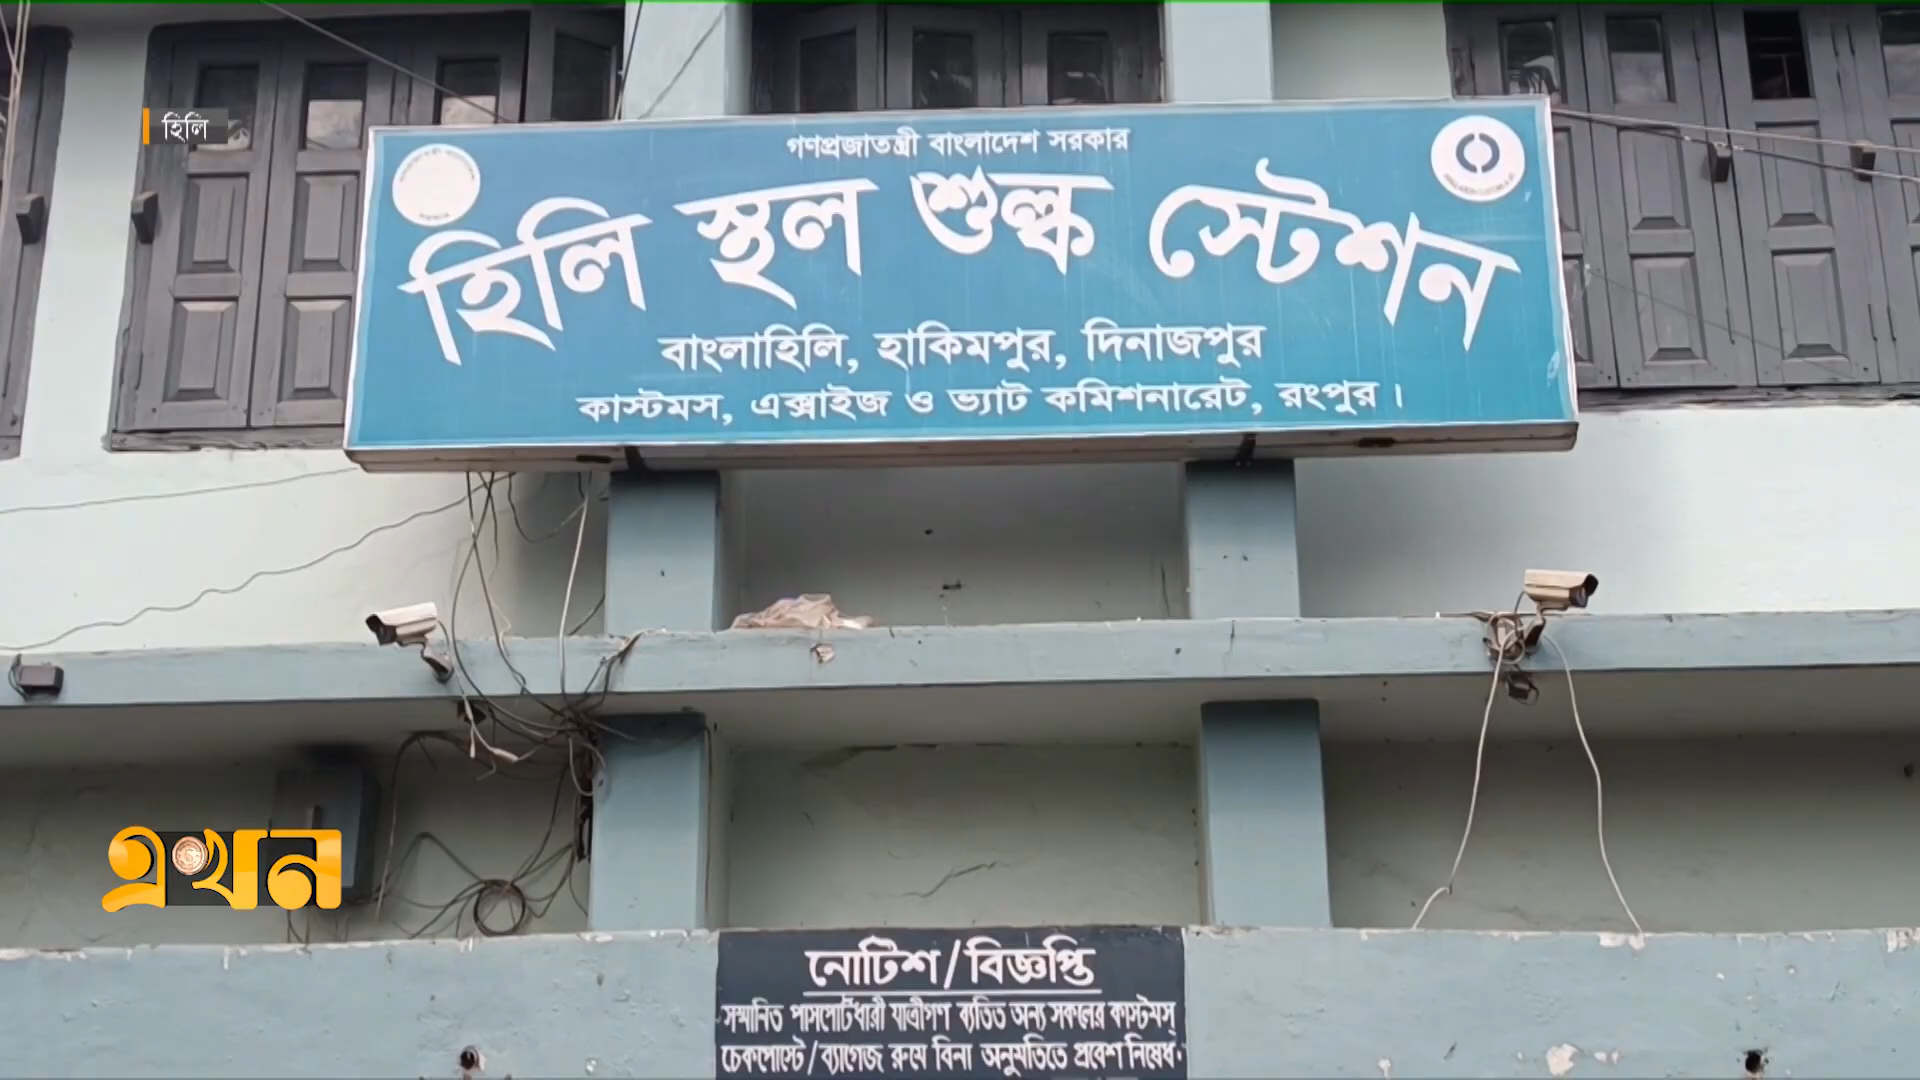 হিলি
গণপ্রজাতন্ত্রী বাংলাদেশ সরকার
হিলি স্থল শুল্ক স্টেশন
বাংলাহিলি, হাকিমপুর, দিনাজপুর
কাস্টমস, এক্সাইজ ও ভ্যাট কমিশনারেট, রংপুর।
এখন
নোটিশ/বিজ্ঞপ্তি
সম্মানিত পাসপোর্টধারী যাত্রীগণ ব্যতিত অন্য সকলের কাস্টমস্
চেকপোস্টে/ব্যাগেজ রুমে বিনা অনুমতিতে প্রবেশ নিষেধ।